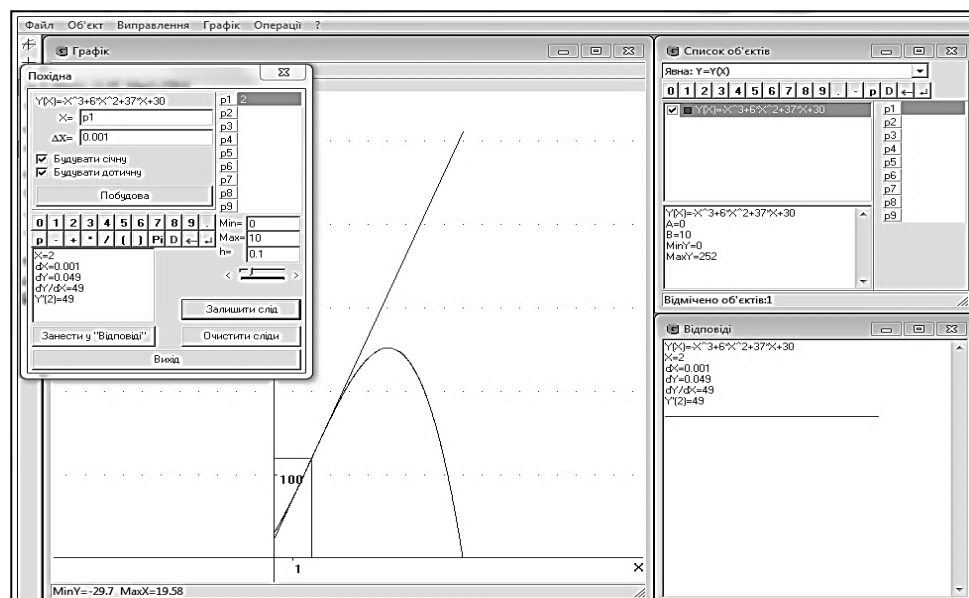 Файл Об'єкт Виправлення Графік Операції ?
Графік
Похідна
Y(X)=-X^3+6*X^2+37*X+30
X= p1
ΔX= 0.001
Будувати січну
Будувати дотичну
Побудова
p1 2
p2
p3
p4
p5
p6
p7
p8
p9
0 1 2 3 4 5 6 7 8 9 .
p - + * / ( ) Pi D ← ↵
Min= 0
Max= 10
h= 0.1
< >
X=2
dX=0.001
dY=0.049
dY/dX=49
Y'(2)=49
Залишити слід
Занести у "Відповіді"
Очистити сліди
Вихід
100
1
X
MinY=-29.7 MaxX=19.58
Список об'єктів
Явна: Y=Y(X)
0 1 2 3 4 5 6 7 8 9 . - p D ← ↵
Y(X)=-X^3+6*X^2+37*X+30
p1
p2
p3
p4
p5
p6
p7
p8
p9
Y(X)=-X^3+6*X^2+37*X+30
A=0
B=10
MinY=0
MaxY=252
Відмічено об'єктів:1
Відповіді
Y(X)=-X^3+6*X^2+37*X+30
X=2
dX=0.001
dY=0.049
dY/dX=49
Y'(2)=49